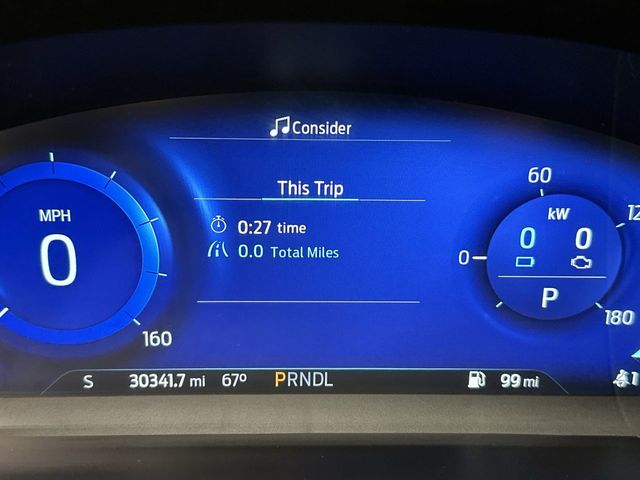 Consider
This Trip
0:27 time
0.0 Total Miles
MPH
0
160
60
kW
0 0
0
P
180
S 30341.7 mi 67° PRNDL 99 mi